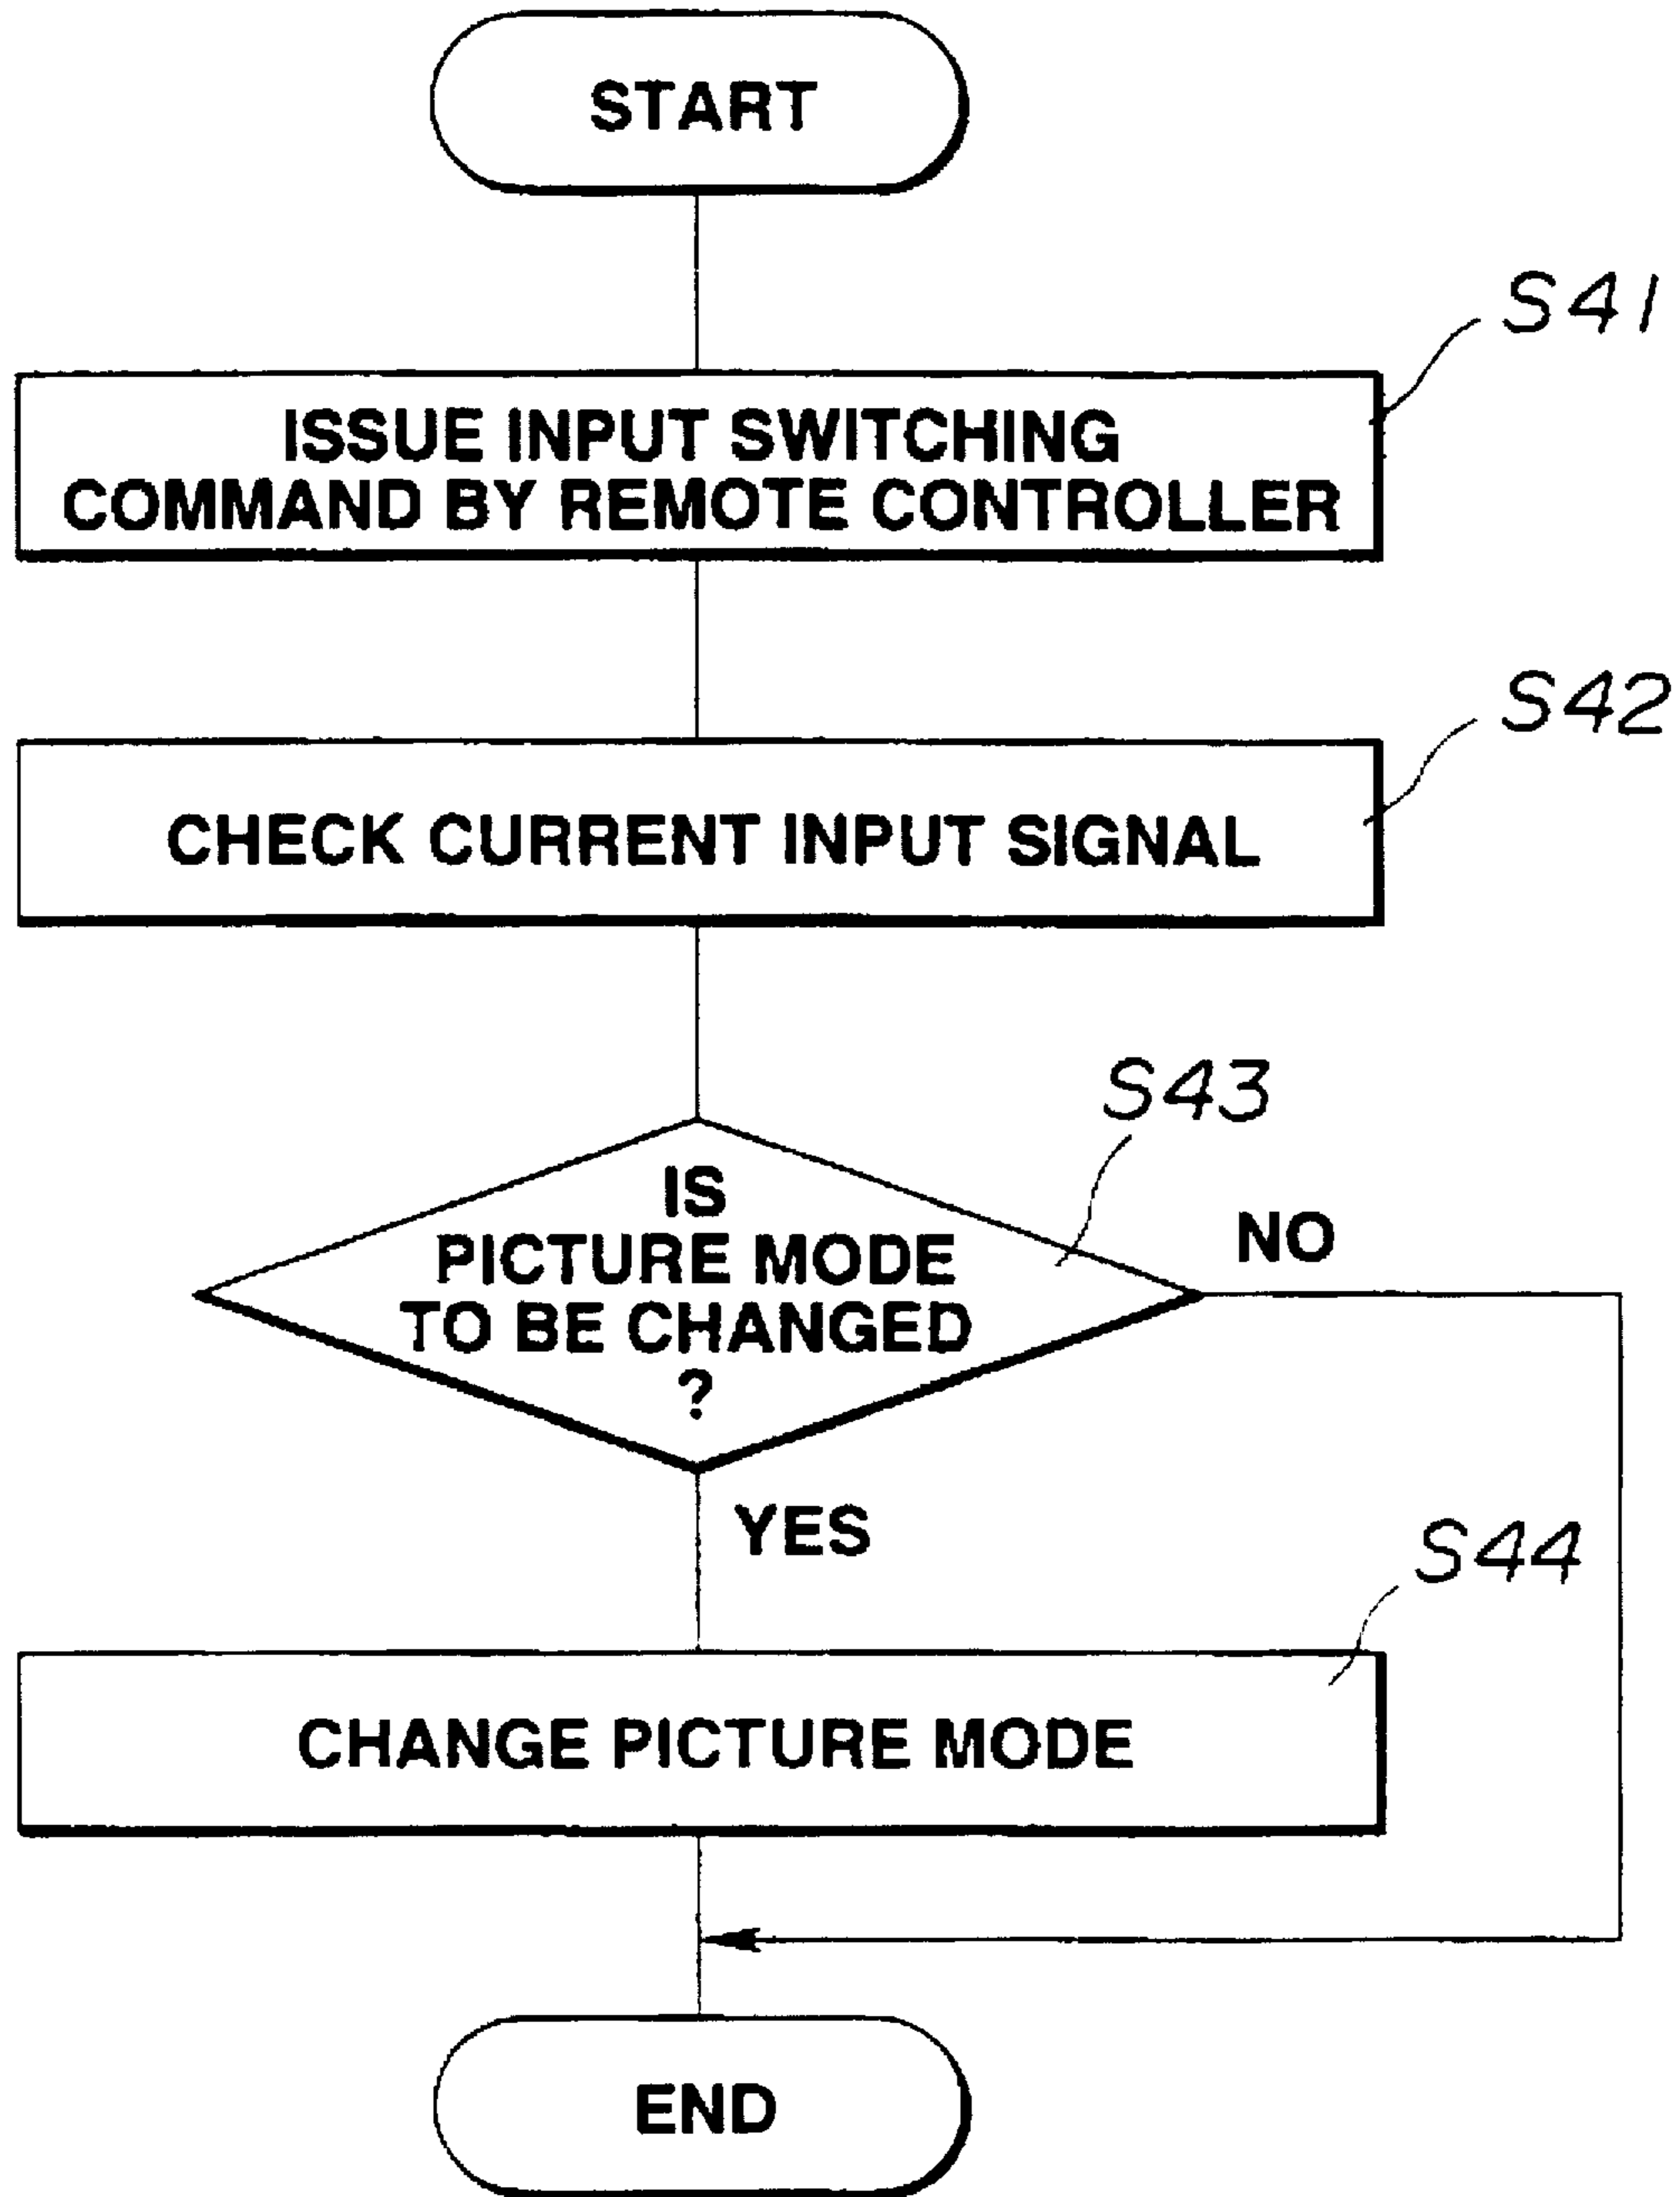 START
S41
ISSUE INPUT SWITCHING
COMMAND BY REMOTE CONTROLLER
S42
CHECK CURRENT INPUT SIGNAL
S43
IS
PICTURE MODE
TO BE CHANGED
?
NO
YES
S44
CHANGE PICTURE MODE
END